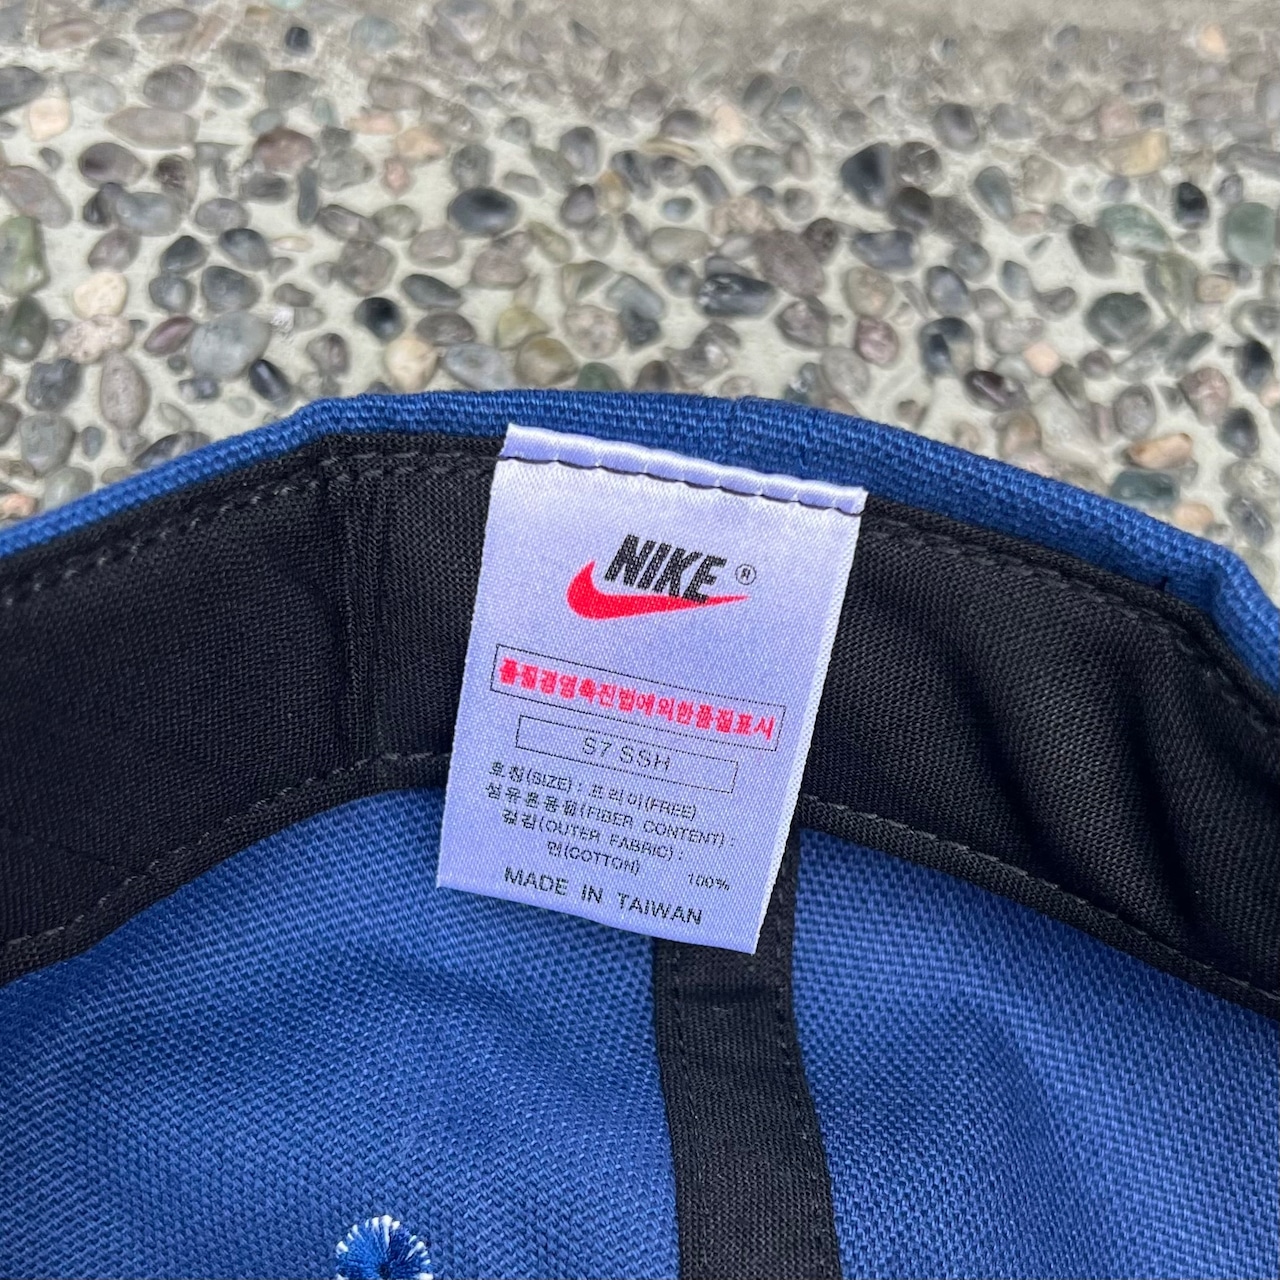 NIKE ®
품질경영촉진법에의한품질표시
S7 SSH
호칭(SIZE) : 프리이(FREE)
섬유혼용율(FIBER CONTENT) :
겉감(OUTER FABRIC) :
면(COTTON) 100%
MADE IN TAIWAN